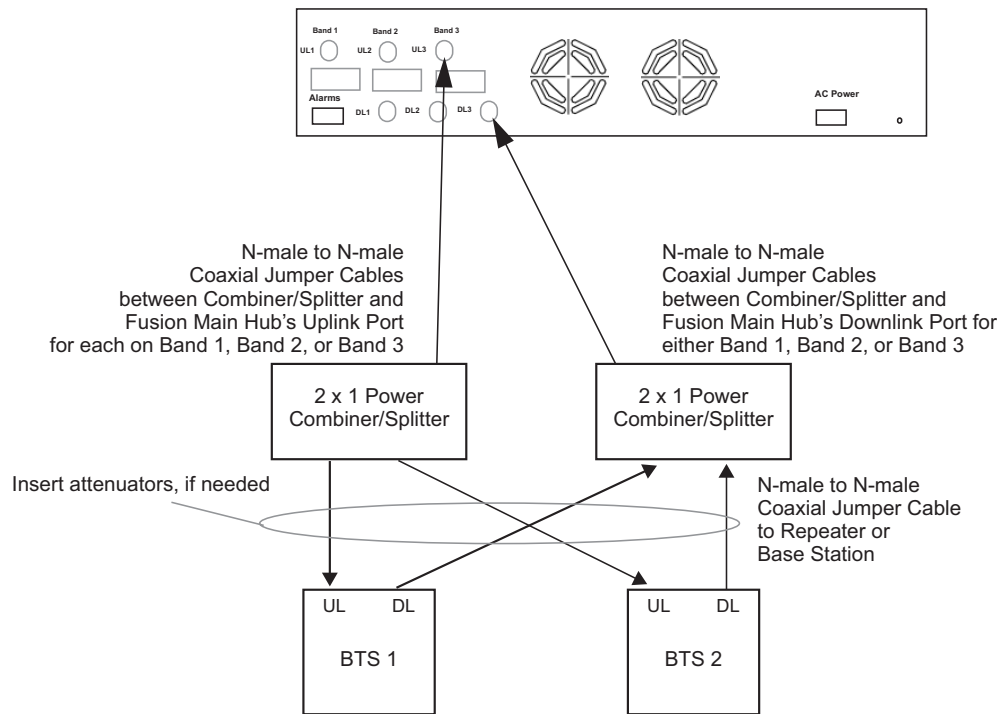 Band 1
Band 2
Band 3
UL1
UL2
UL3
Alarms
DL1
DL2
DL3
AC Power
N-male to N-male
Coaxial Jumper Cables
between Combiner/Splitter and
Fusion Main Hub's Uplink Port
for each on Band 1, Band 2, or Band 3
N-male to N-male
Coaxial Jumper Cables
between Combiner/Splitter and
Fusion Main Hub's Downlink Port for
either Band 1, Band 2, or Band 3
2 x 1 Power
Combiner/Splitter
2 x 1 Power
Combiner/Splitter
Insert attenuators, if needed
N-male to N-male
Coaxial Jumper Cable
to Repeater or
Base Station
UL
DL
BTS 1
UL
DL
BTS 2